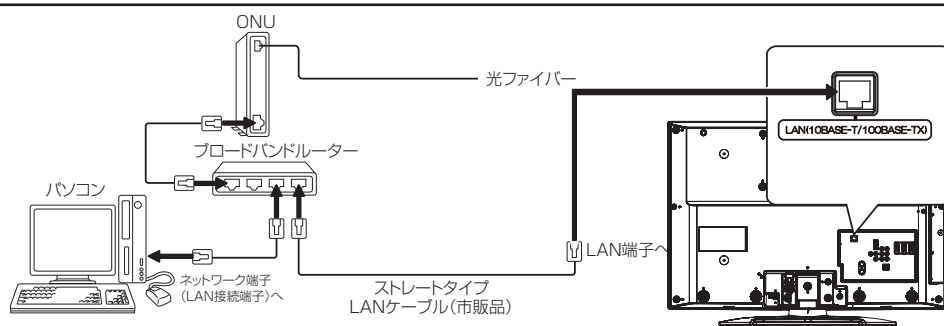 ONU
光ファイバー
LAN(10BASE-T/100BASE-TX)
ブロードバンドルーター
パソコン
LAN端子へ
ネットワーク端子
(LAN接続端子)へ
ストレートタイプ
LANケーブル(市販品)